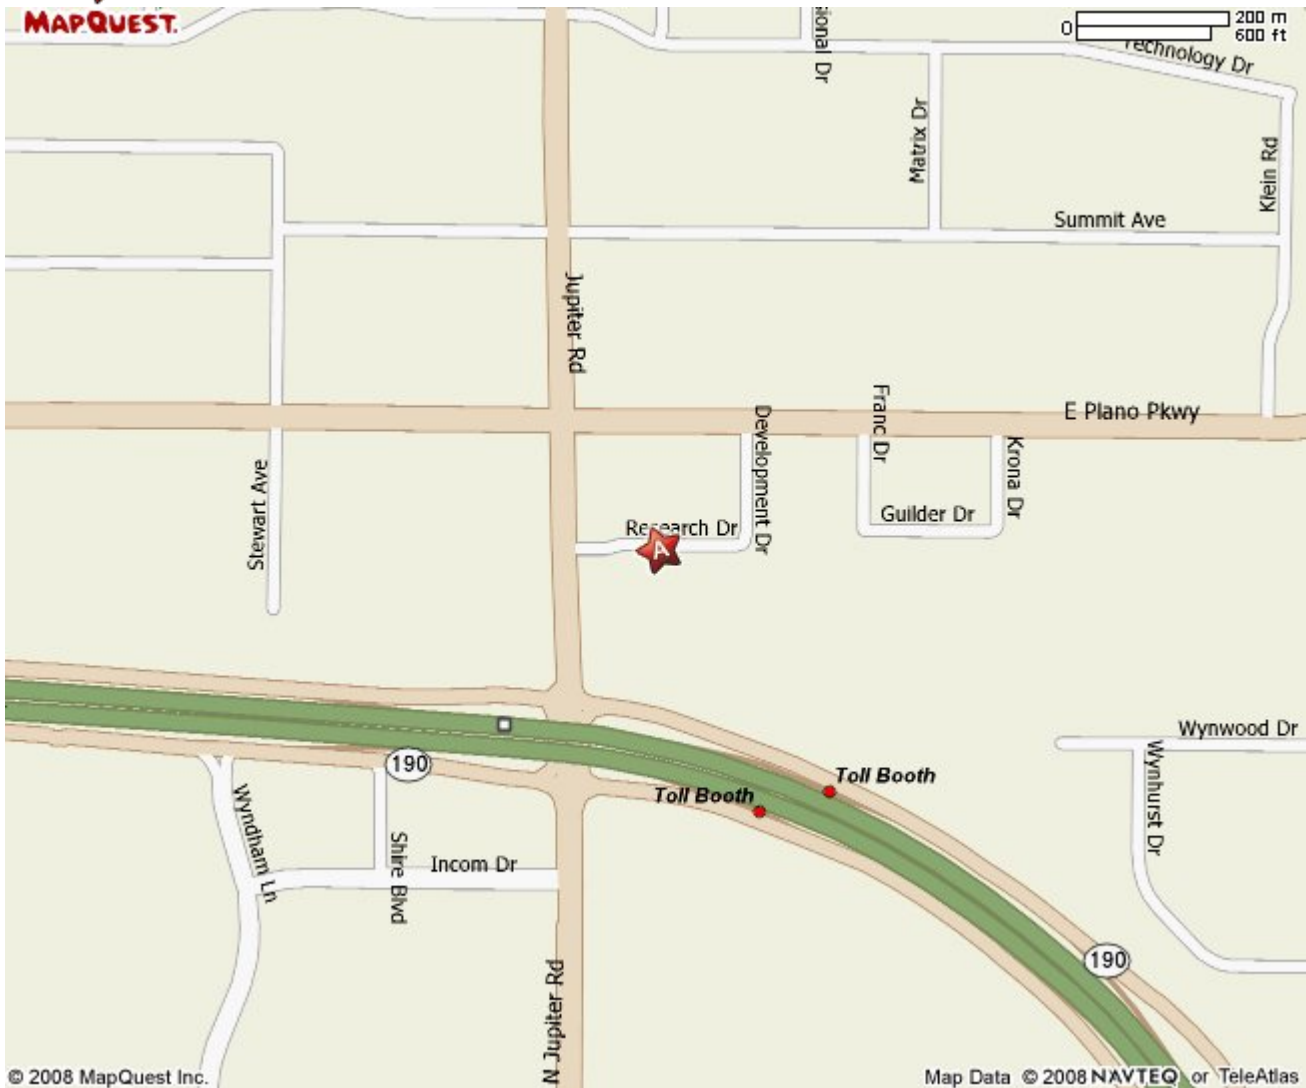 MAPQUEST.
0
200 m
600 ft
Technology Dr
Matrix Dr
Klein Rd
Summit Ave
Jupiter Rd
E Plano Pkwy
Franc Dr
Development Dr
Krona Dr
Stewart Ave
Research Dr
Guilder Dr
A
Wynwood Dr
190
Toll Booth
Toll Booth
Wynhurst Dr
Wyndham Ln
Shire Blvd
Incom Dr
190
N Jupiter Rd
© 2008 MapQuest Inc.
Map Data © 2008 NAVTEQ or TeleAtlas